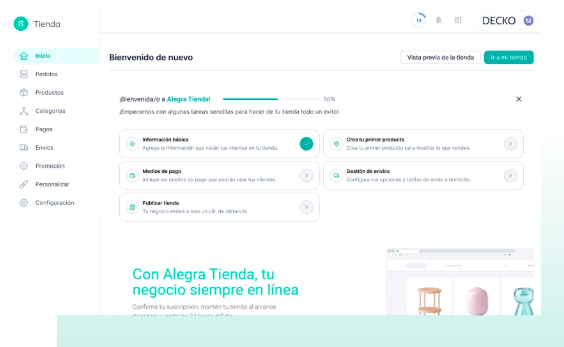 Tienda
14
DECKO
M
Inicio
Pedidos
Productos
Categorías
Pagos
Envíos
Promoción
Personalizar
Configuración
Bienvenido de nuevo
Vista previa de la tienda
Ir a mi tienda
¡Bienvenida/o a Alegra Tienda!
50%
¡Empecemos con algunas tareas sencillas para hacer de tu tienda todo un éxito!
Información básica
Agrega la información que verán tus clientes en tu tienda.
Crea tu primer producto
Crea tu primer producto para mostrar lo que vendes.
Medios de pago
Incluye los medios de pago que podrán usar tus clientes.
Gestión de envíos
Configura tus opciones y tarifas de envío a domicilio.
Publicar tienda
Tu negocio estará a solo un clic de distancia.
Con Alegra Tienda, tu
negocio siempre en línea
Confirma tu suscripción, mantén tu tienda al alcance